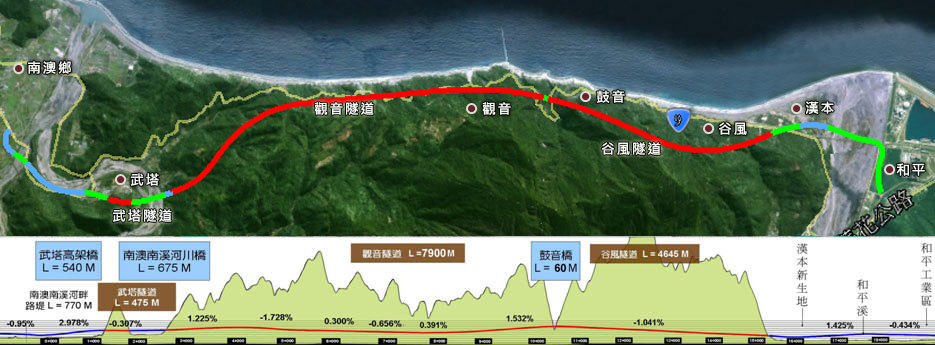 南澳鄉
觀音隧道
觀音
鼓音
9
谷風
漢本
谷風隧道
和平
武塔
武塔隧道
花公路
武塔高架橋
L = 540 M
南澳南溪河川橋
L = 675 M
觀音隧道 L =7900 M
鼓音橋
L = 60M
谷風隧道 L = 4645 M
漢本新生地
和平溪
和平工業區
南澳南溪河畔
路堤 L = 770 M
武塔隧道
L = 475 M
-0.95%
2.978%
-0.307%
1.225%
-1.728%
0.300%
-0.656%
0.391%
1.532%
-1.041%
1.425%
-0.434%